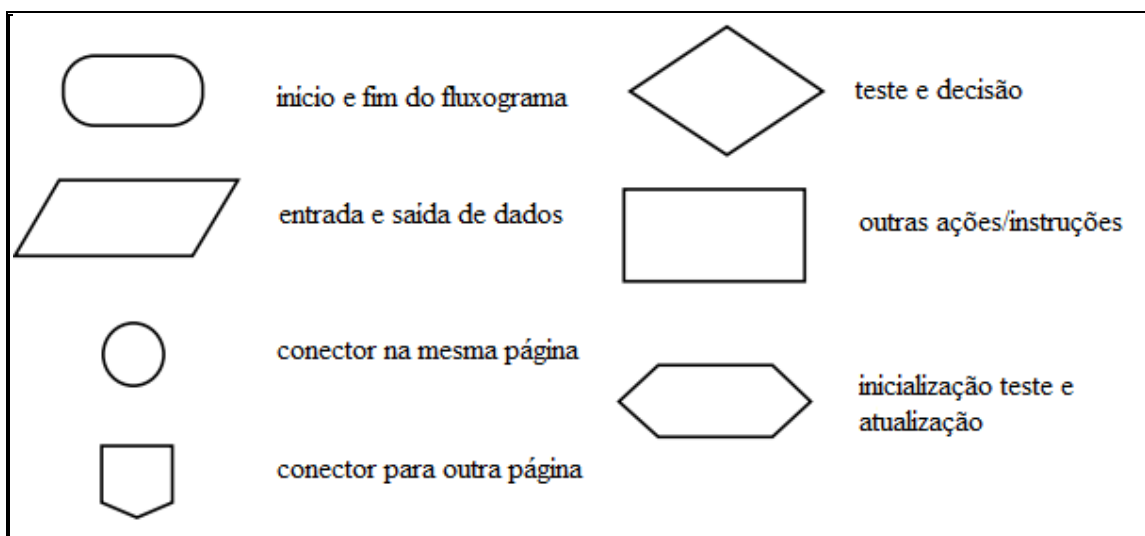 início e fim do fluxograma
teste e decisão
entrada e saída de dados
outras ações/instruções
conector na mesma página
inicialização teste e
atualização
conector para outra página